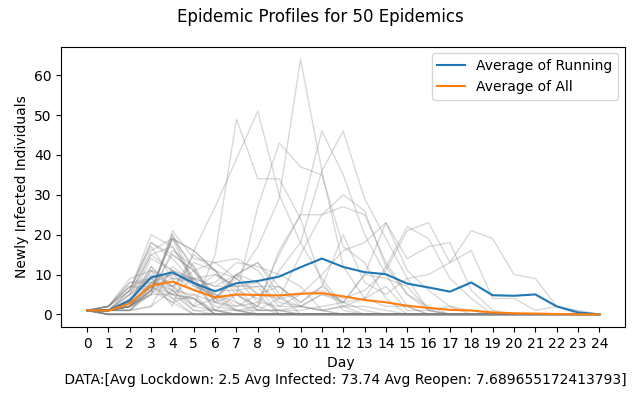 Epidemic Profiles for 50 Epidemics
Average of Running
Average of All
Newly Infected Individuals
60
50
40
30
20
10
0
0 1 2 3 4 5 6 7 8 9 10 11 12 13 14 15 16 17 18 19 20 21 22 23 24
Day
DATA:[Avg Lockdown: 2.5 Avg Infected: 73.74 Avg Reopen: 7.689655172413793]